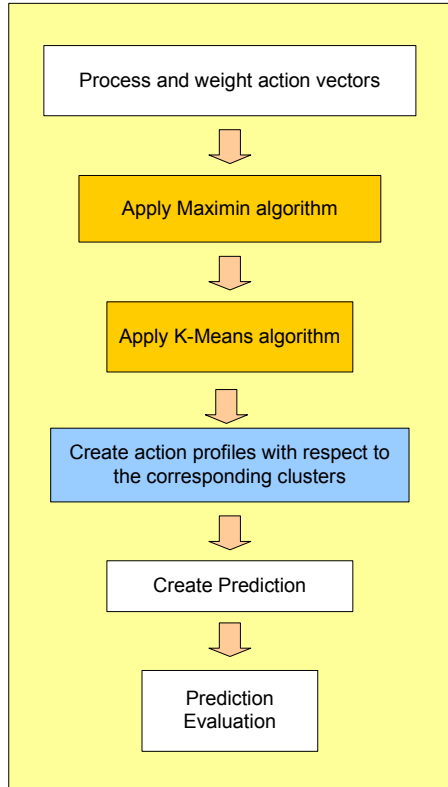 Process and weight action vectors
Apply Maximin algorithm
Apply K-Means algorithm
Create action profiles with respect to
the corresponding clusters
Create Prediction
Prediction
Evaluation